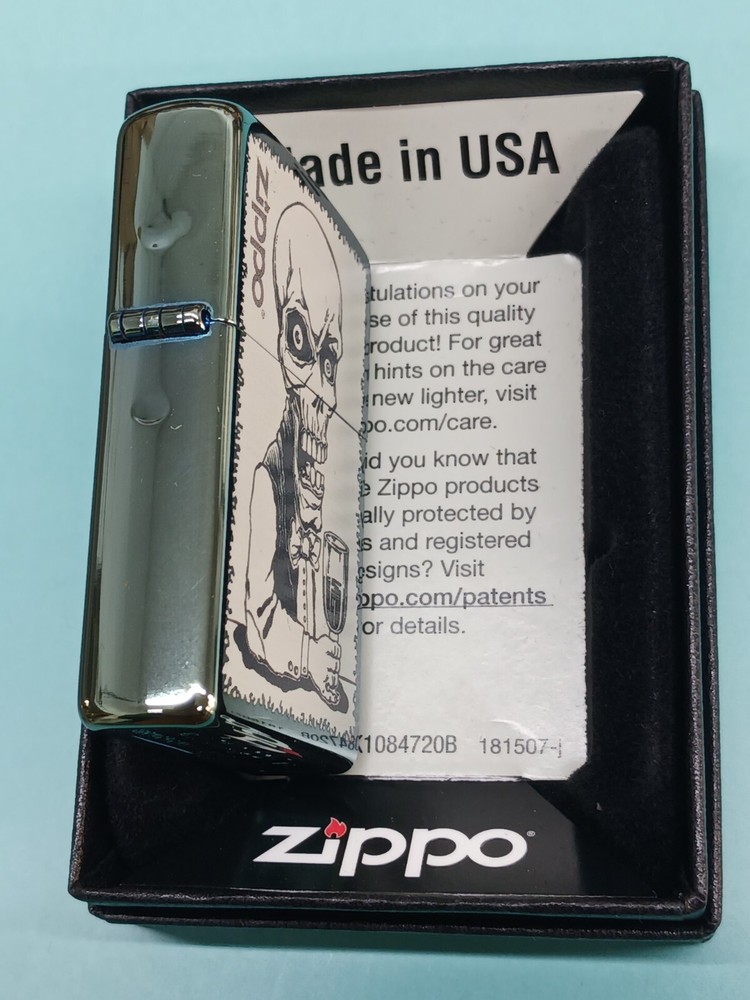 ade in USA
zippo
tulations on your
se of this quality
roduct! For great
hints on the care
new lighter, visit
po.com/care.
id you know that
e Zippo products
ally protected by
s and registered
esigns? Visit
ppo.com/patents
or details.
K1084720B 181507-j
zippo